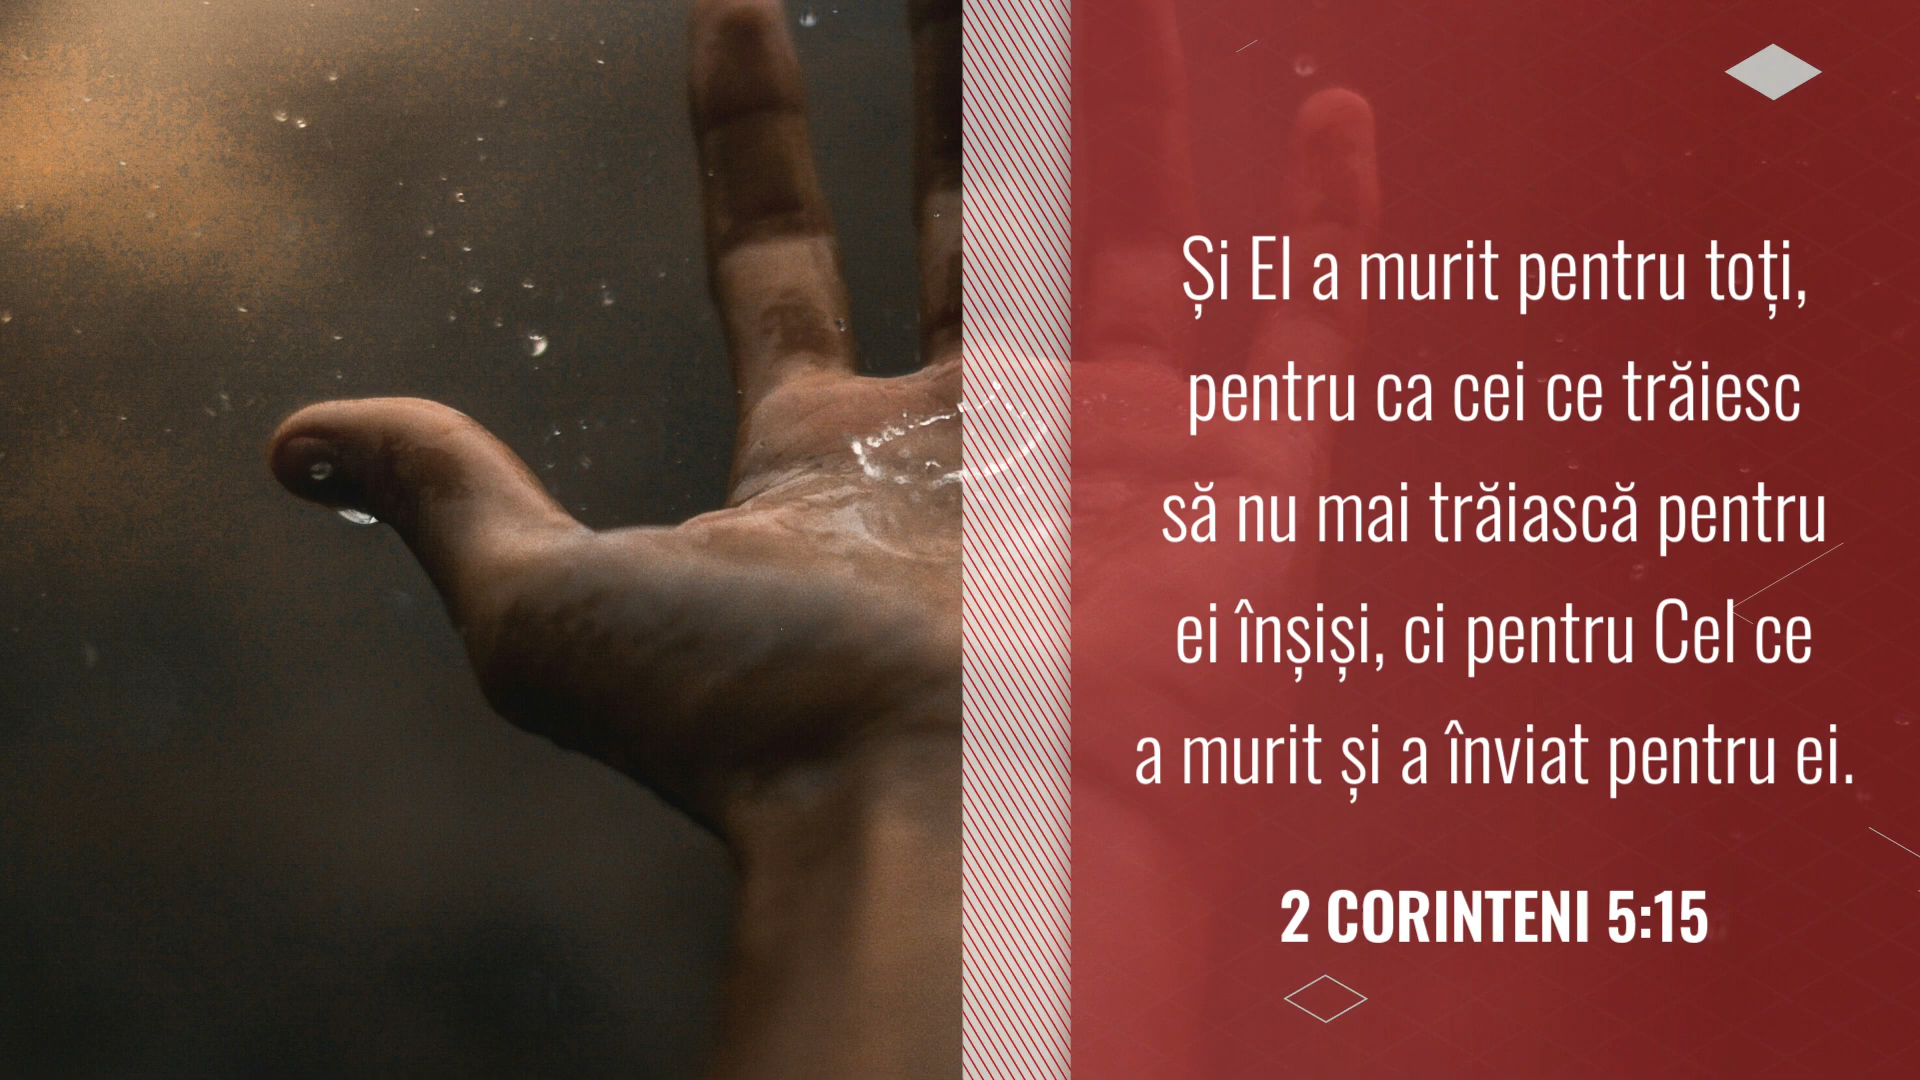 Și El a murit pentru toți,
pentru ca cei ce trăiesc
să nu mai trăiască pentru
ei înșiși, ci pentru Cel ce
a murit și a înviat pentru ei.
2 CORINTENI 5:15